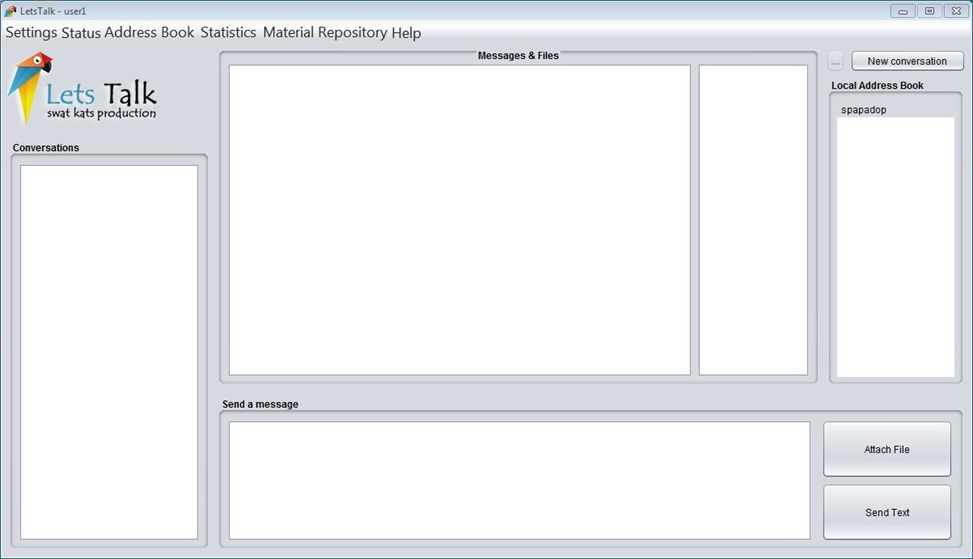 LetsTalk - user1
Settings Status Address Book Statistics Material Repository Help
Lets Talk
swat kats production
Conversations
Messages & Files
... New conversation
Local Address Book
spapadop
Send a message
Attach File
Send Text